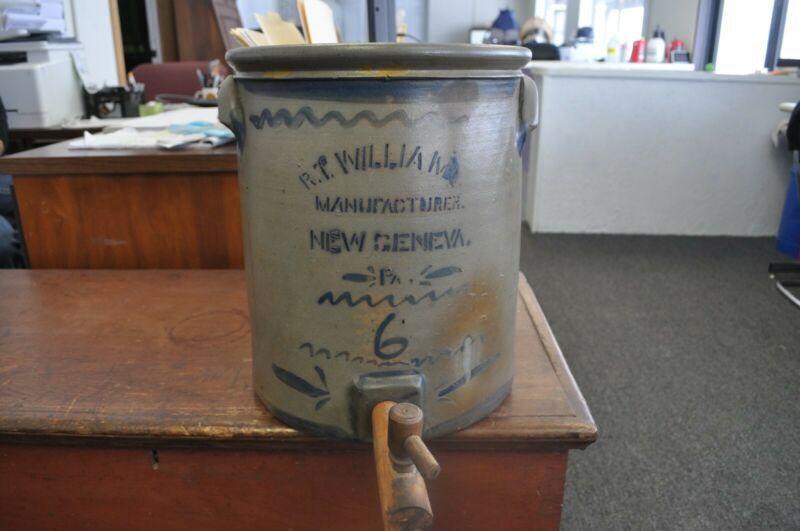 R.T. WILLIAMS
MANUFACTURER.
NEW GENEVA.
PA.
6